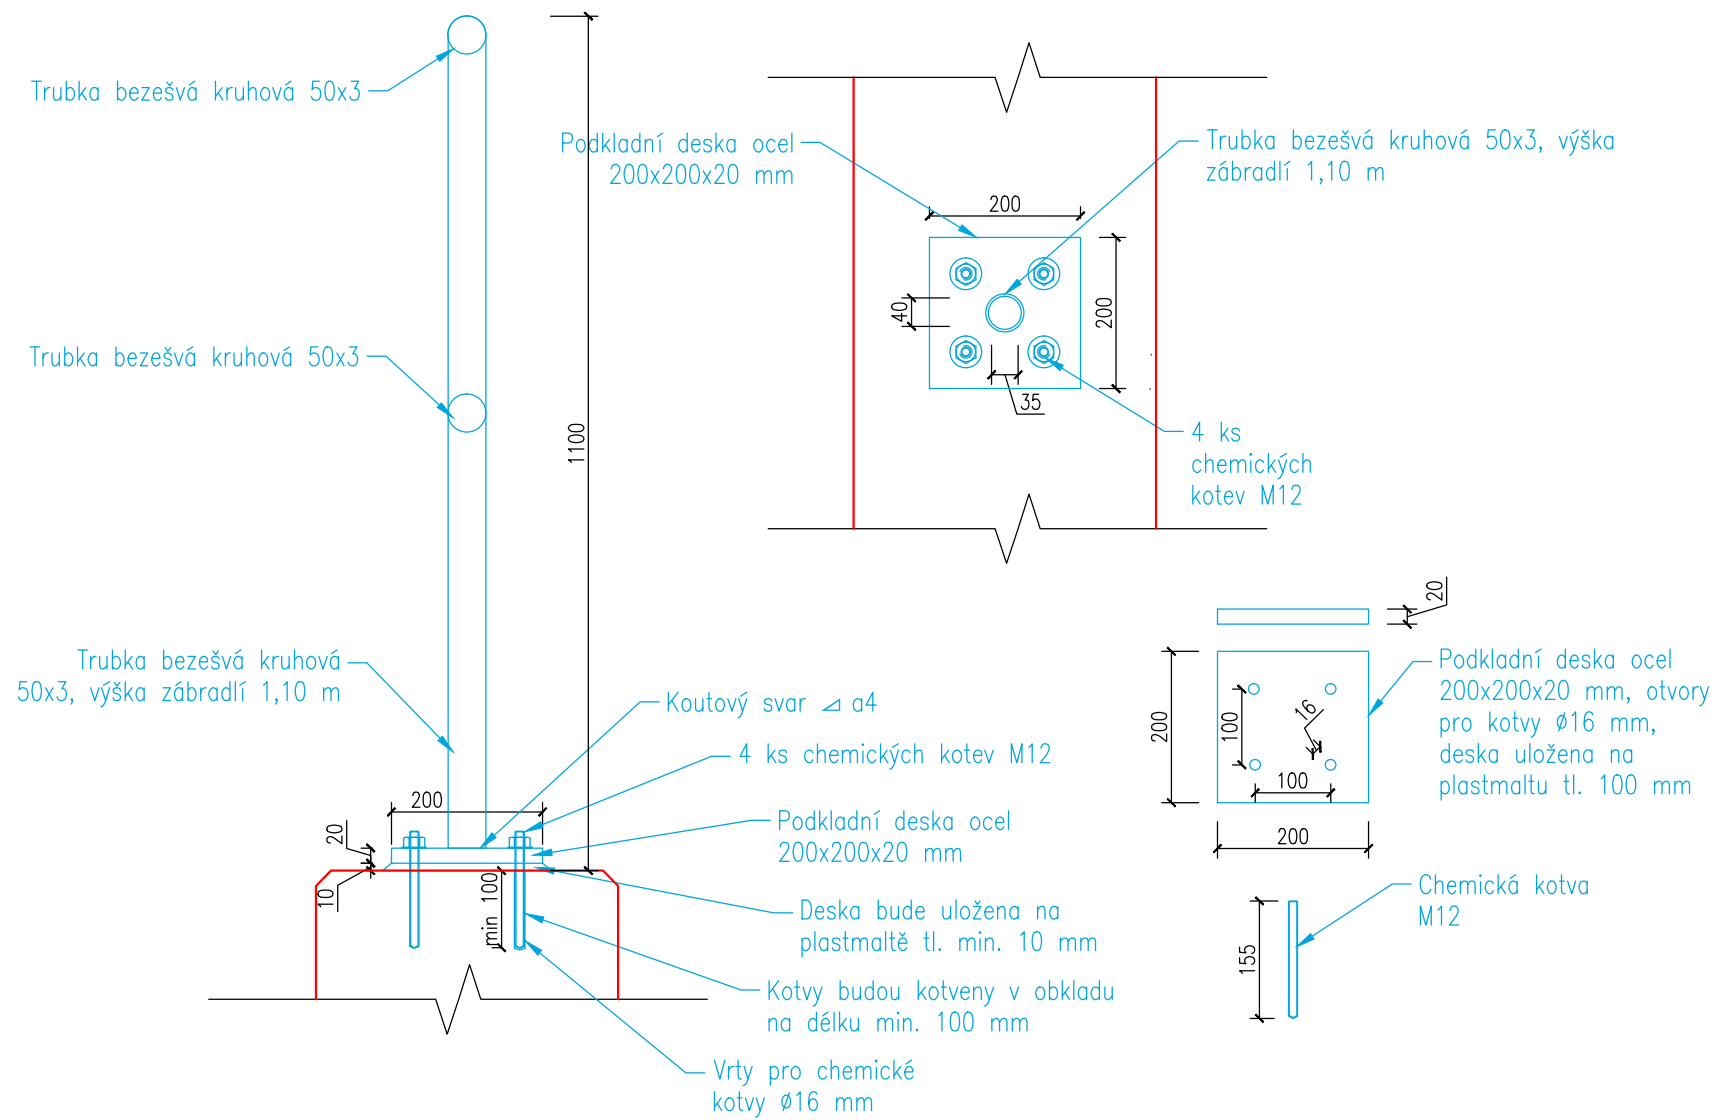 Trubka bezešvá kruhová 50x3
Trubka bezešvá kruhová 50x3
1100
Trubka bezešvá kruhová
50x3, výška zábradlí 1,10 m
Koutový svar ⊿ a4
4 ks chemických kotev M12
200
20
10
min 100
Podkladní deska ocel
200x200x20 mm
Deska bude uložena na
plastmaltě tl. min. 10 mm
Kotvy budou kotveny v obkladu
na délku min. 100 mm
Vrty pro chemické
kotvy Ø16 mm
Podkladní deska ocel
200x200x20 mm
Trubka bezešvá kruhová 50x3, výška
zábradlí 1,10 m
200
200
40
35
4 ks
chemických
kotev M12
20
200
100
16
100
200
Podkladní deska ocel
200x200x20 mm, otvory
pro kotvy Ø16 mm,
deska uložena na
plastmaltu tl. 100 mm
155
Chemická kotva
M12